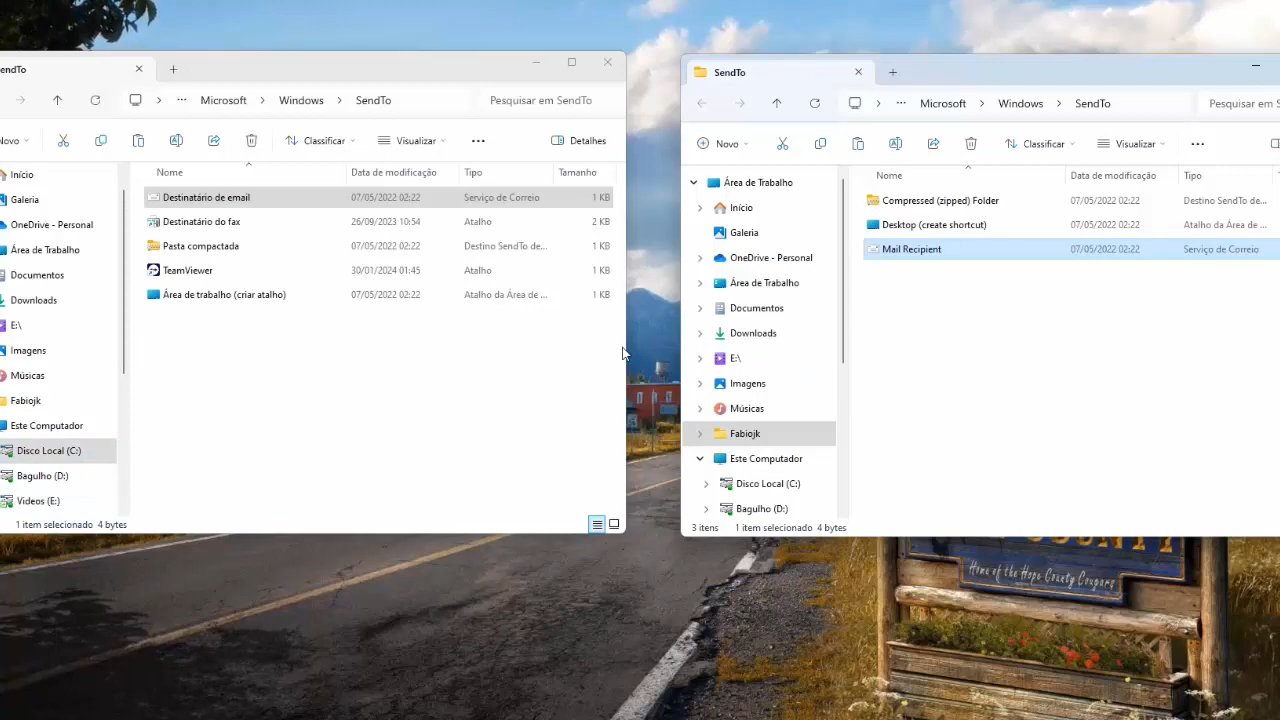 endTo
Microsoft
Windows
SendTo
Pesquisar em SendTo
Novo
Classificar
Visualizar
Detalhes
Nome
Data de modificação
Tipo
Tamanho
Início
Galeria
OneDrive - Personal
Área de Trabalho
Documentos
Downloads
E:\
Imagens
Músicas
Fabiojk
Este Computador
Disco Local (C:)
Bagulho (D:)
Videos (E:)
Destinatário de email 07/05/2022 02:22 Serviço de Correio 1 KB
Destinatário do fax 26/09/2023 10:54 Atalho 2 KB
Pasta compactada 07/05/2022 02:22 Destino SendTo de... 1 KB
TeamViewer 30/01/2024 01:45 Atalho 1 KB
Área de trabalho (criar atalho) 07/05/2022 02:22 Atalho da Área de ... 1 KB
1 item selecionado 4 bytes
SendTo
Microsoft
Windows
SendTo
Pesquisar em S
Novo
Classificar
Visualizar
Nome
Data de modificação
Tipo
Área de Trabalho
Início
Galeria
OneDrive - Personal
Área de Trabalho
Documentos
Downloads
E:\
Imagens
Músicas
Fabiojk
Este Computador
Disco Local (C:)
Bagulho (D:)
Compressed (zipped) Folder 07/05/2022 02:22 Destino SendTo de...
Desktop (create shortcut) 07/05/2022 02:22 Atalho da Área de ...
Mail Recipient 07/05/2022 02:22 Serviço de Correio
3 itens 1 item selecionado 4 bytes
Home of the Hope County Cougars